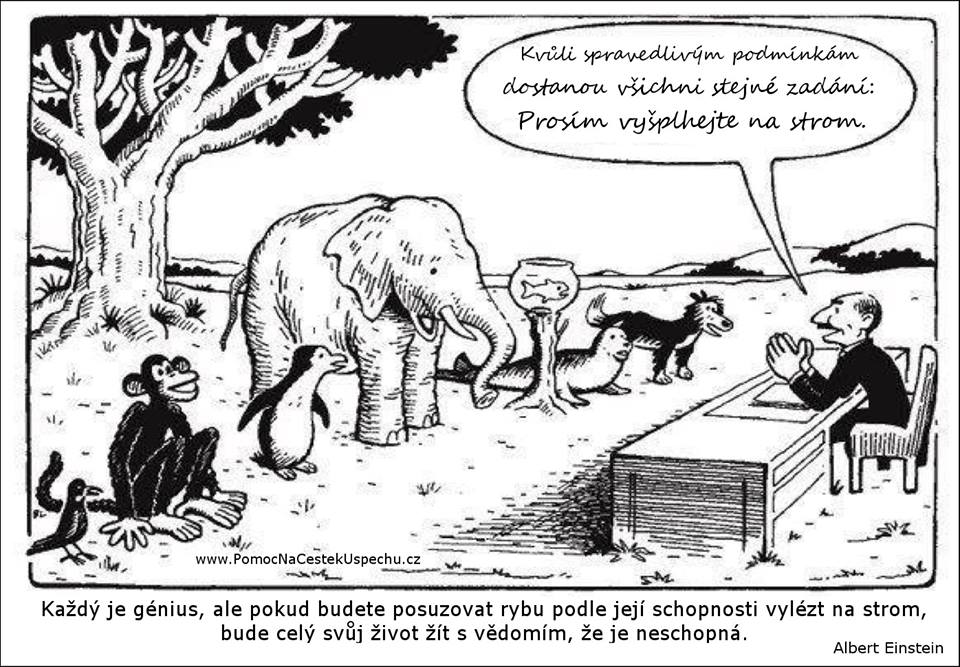 Kvůli spravedlivým podmínkám
dostanou všichni stejné zadání:
Prosím vyšplhejte na strom.
www.PomocNaCestekUspechu.cz
Každý je génius, ale pokud budete posuzovat rybu podle její schopnosti vylézt na strom,
bude celý svůj život žít s vědomím, že je neschopná.
Albert Einstein